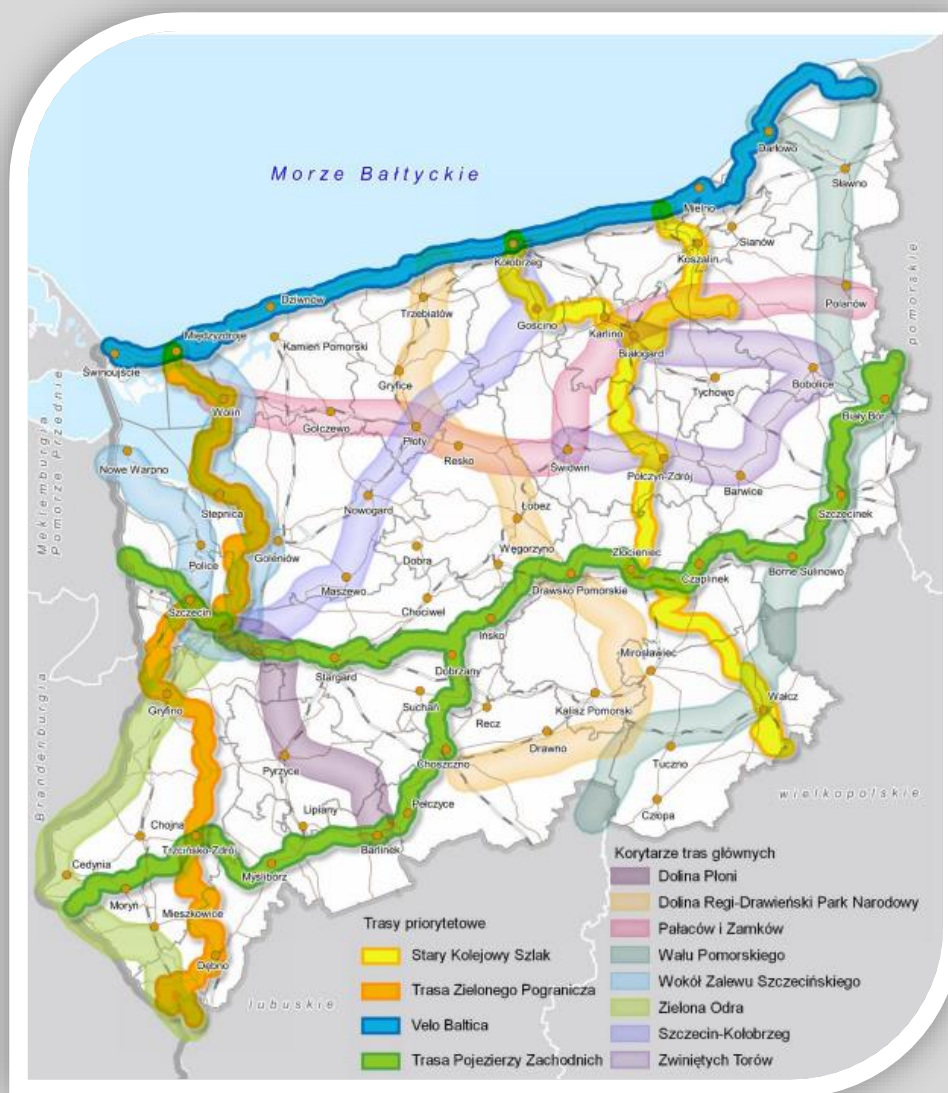 Morze Bałtyckie
Darłowo
Sławno
Mielno
Sianów
Koszalin
Kołobrzeg
Dziwnów
Trzebiatów
Gościno
Karlino
Polanów
pomorskie
Międzyzdroje
Kamień Pomorski
Białogard
Świnoujście
Gryfice
Tychowo
Bobolice
Wolin
Golczewo
Biały Bór
Meklemburgia
Pomorze Przednie
Płoty
Resko
Świdwin
Nowe Warpno
Połczyn-Zdrój
Barwice
Stepnica
Nowogard
Łobez
Szczecinek
Police
Goleniów
Dobra
Węgorzyno
Złocieniec
Czaplinek
Borne Sulinowo
Maszewo
Chociwel
Drawsko Pomorskie
Szczecin
Ińsko
Mirosławiec
Stargard
Dobrzany
Brandenburgia
Gryfino
Suchań
Recz
Kalisz Pomorski
Wałcz
Drawno
Pyrzyce
Choszczno
Tuczno
wielkopolskie
Człopa
Pełczyce
Lipiany
Chojna
Trzcińsko-Zdrój
Barlinek
Cedynia
Myślibórz
Moryń
Mieszkowice
Dębno
lubuskie
Trasy priorytetowe
Stary Kolejowy Szlak
Trasa Zielonego Pogranicza
Velo Baltica
Trasa Pojezierzy Zachodnich
Korytarze tras głównych
Dolina Płoni
Dolina Regi-Drawieński Park Narodowy
Pałaców i Zamków
Wału Pomorskiego
Wokół Zalewu Szczecińskiego
Zielona Odra
Szczecin-Kołobrzeg
Zwiniętych Torów